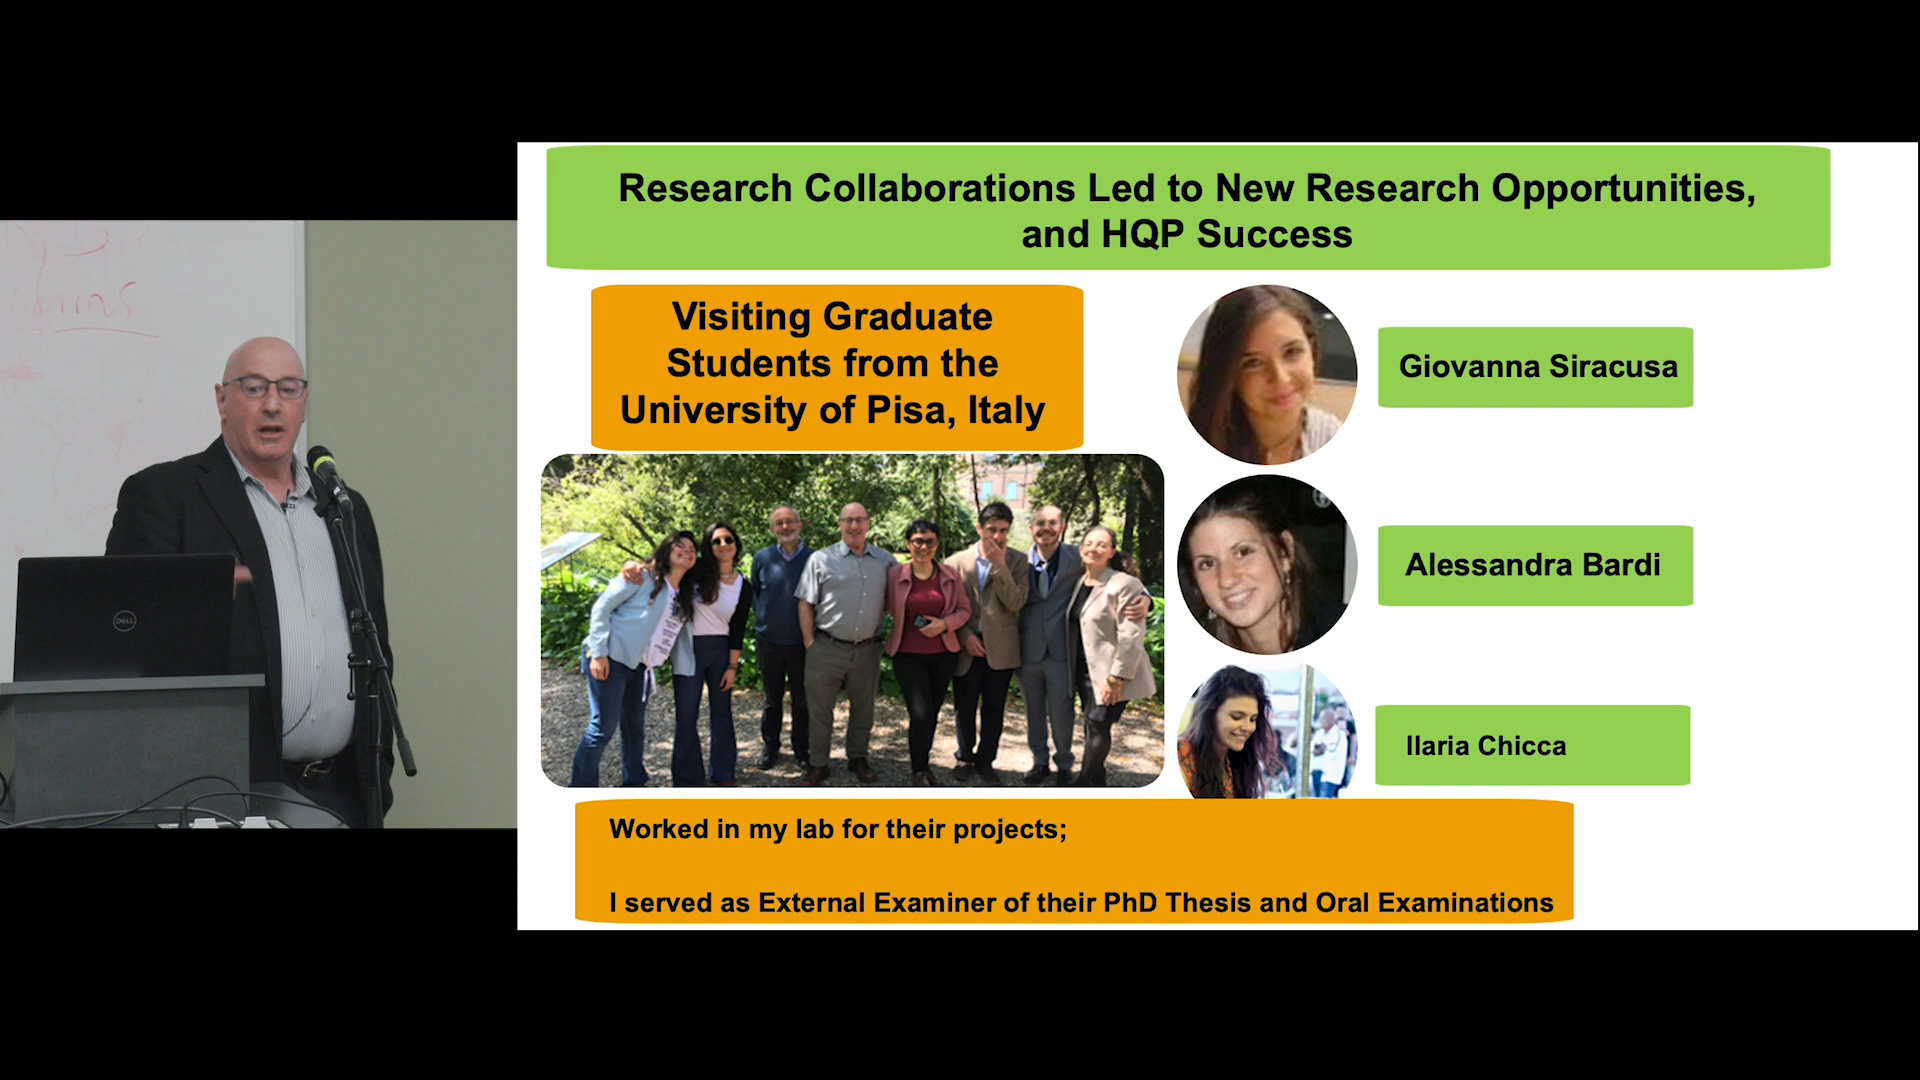 Research Collaborations Led to New Research Opportunities,
and HQP Success
Visiting Graduate
Students from the
University of Pisa, Italy
Giovanna Siracusa
Alessandra Bardi
Ilaria Chicca
Worked in my lab for their projects;
I served as External Examiner of their PhD Thesis and Oral Examinations
DELL